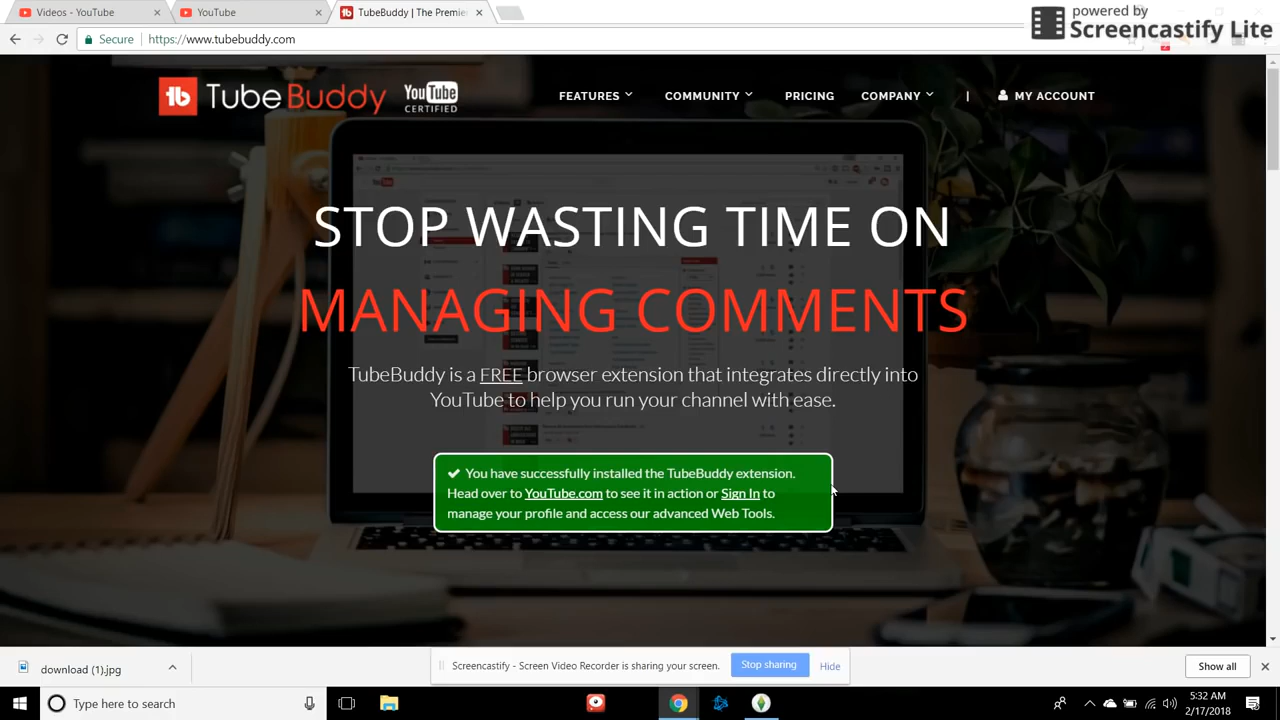 Videos - YouTube
YouTube
TubeBuddy | The Premie
powered by
Screencastify Lite
Secure
https://www.tubebuddy.com
TubeBuddy
YouTube
CERTIFIED
FEATURES
COMMUNITY
PRICING
COMPANY
|
MY ACCOUNT
STOP WASTING TIME ON
MANAGING COMMENTS
TubeBuddy is a FREE browser extension that integrates directly into
YouTube to help you run your channel with ease.
You have successfully installed the TubeBuddy extension.
Head over to YouTube.com to see it in action or Sign In to
manage your profile and access our advanced Web Tools.
download (1).jpg
Screencastify - Screen Video Recorder is sharing your screen.
Stop sharing
Hide
Show all
Type here to search
5:32 AM
2/17/2018